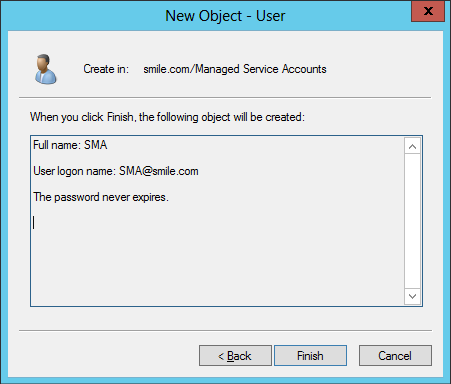 New Object - User
x
Create in: smile.com/Managed Service Accounts
When you click Finish, the following object will be created:
Full name: SMA
User logon name: SMA@smile.com
The password never expires.
< Back Finish Cancel